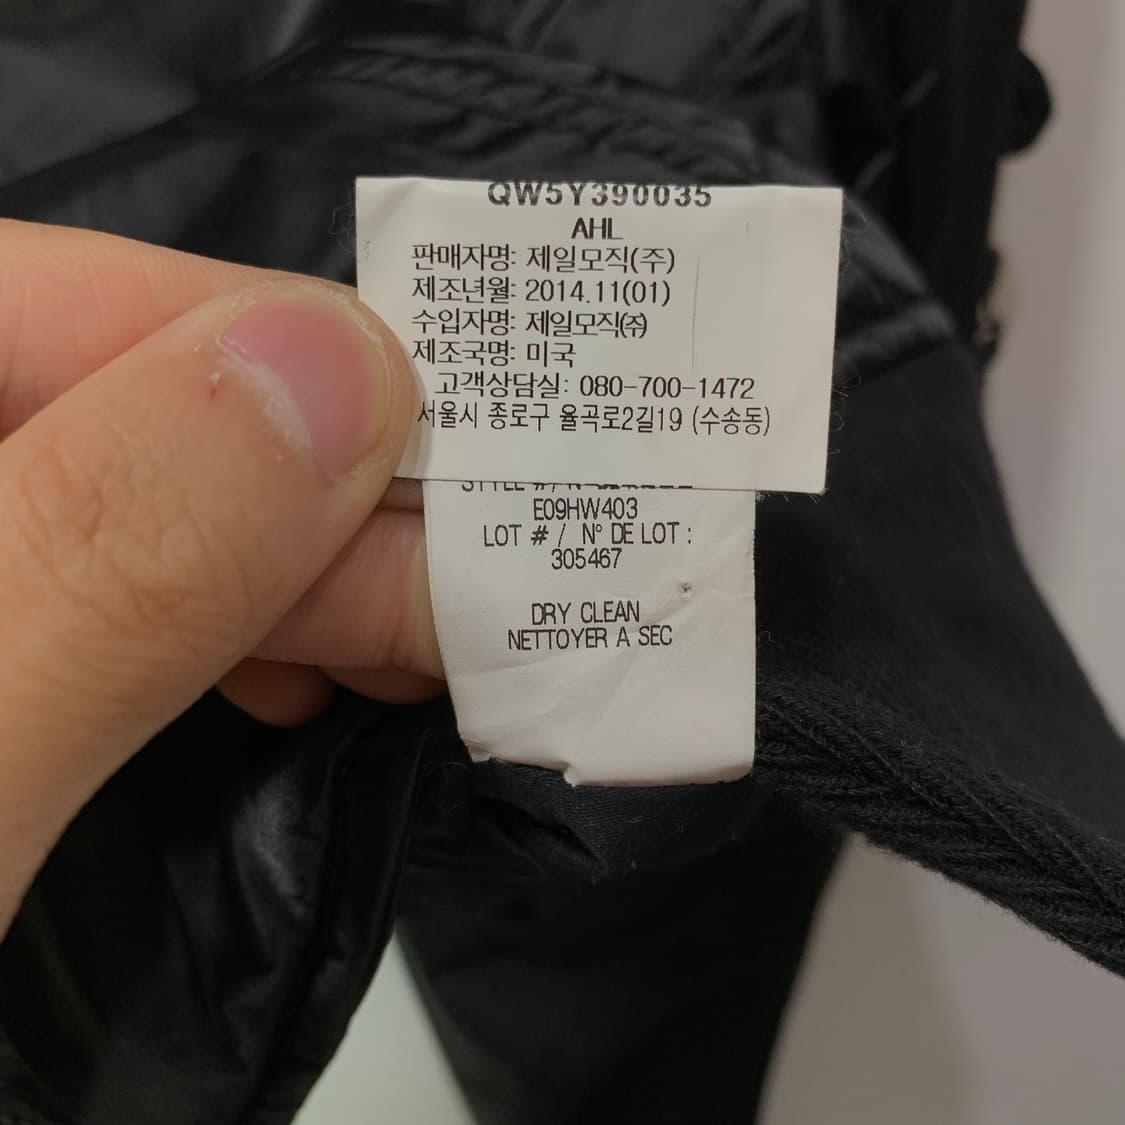 QW5Y390035
AHL
판매자명: 제일모직(주)
제조년월: 2014.11(01)
수입자명: 제일모직㈜
제조국명: 미국
고객상담실: 080-700-1472
서울시 종로구 율곡로2길19 (수송동)
STYLE #/ N°
E09HW403
LOT # / N° DE LOT :
305467
DRY CLEAN
NETTOYER A SEC